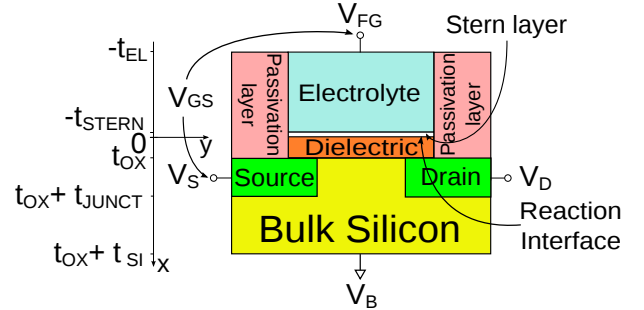 V_FG
Stern layer
-t_EL
Passivation
layer
Electrolyte
Passivation
layer
V_GS
-t_STERN
0
y
Dielectric
t_OX
V_S
Source
Drain
V_D
t_OX + t_JUNCT
Reaction
Interface
Bulk Silicon
t_OX + t_SI
x
V_B